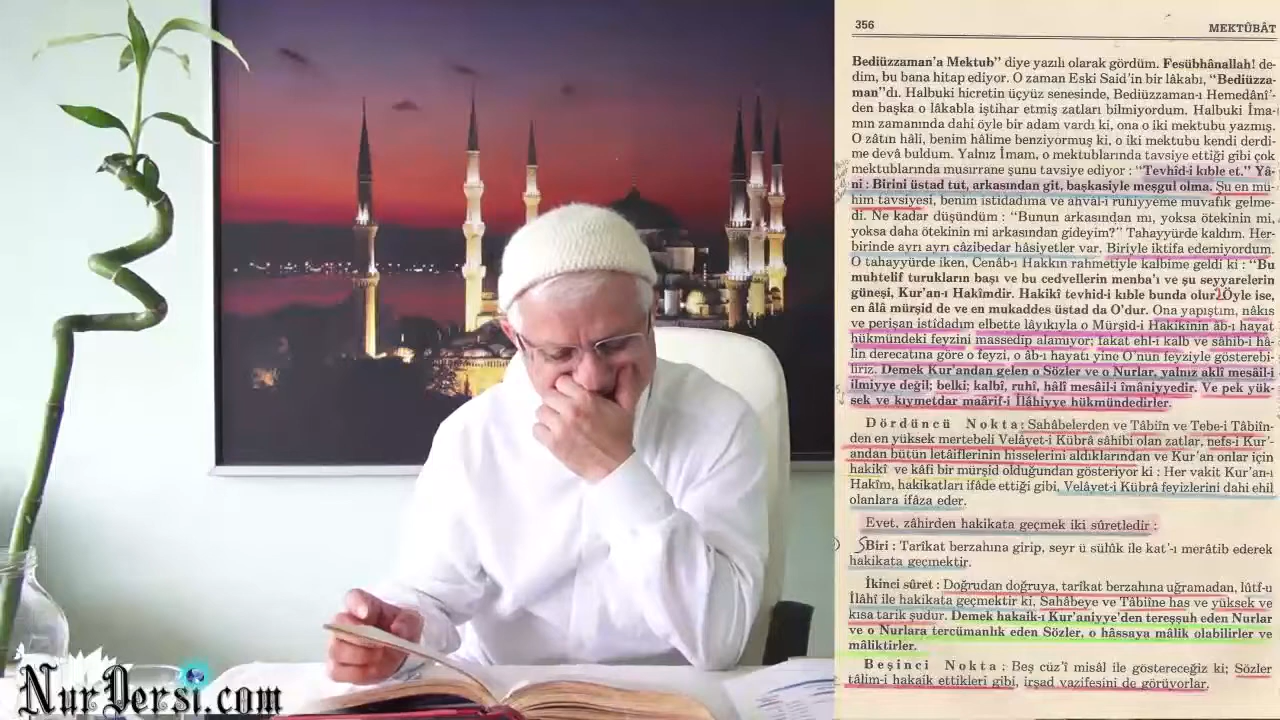 356
MEKTÛBÂT
Bediüzzaman'a Mektub" diye yazılı olarak gördüm. Fesübhânallah! de-
dim, bu bana hitap ediyor. O zaman Eski Said'in bir lâkabı, "Bediüzza-
man"dı. Halbuki hicretin üçyüz senesinde, Bediüzzaman-ı Hemedânî'-
den başka o lâkabla iştihar etmiş zatları bilmiyordum. Halbuki İma-
mın zamanında dahi öyle bir adam vardı ki, ona o iki mektubu yazmış.
O zâtın hâli, benim hâlime benziyormuş ki, o iki mektubu kendi derdi-
me devâ buldum. Yalnız İmam, o mektublarında tavsiye ettiği gibi çok
mektublarında musırrane şunu tavsiye ediyor : "Tevhid-i kıble et." Yâ-
ni : Birini üstad tut, arkasından git, başkasiyle meşgul olma. Şu en mü-
him tavsiyesi, benim istidadıma ve ahvâl-i ruhiyyeme muvafık gelme-
di. Ne kadar düşündüm : "Bunun arkasından mı, yoksa ötekinin mi,
yoksa daha ötekinin mi arkasından gideyim?" Tahayyürde kaldım. Her-
birinde ayrı ayrı câzibedar hâsiyetler var. Biriyle iktifa edemiyordum.
O tahayyürde iken, Cenâb-ı Hakkın rahmetiyle kalbime geldi ki : "Bu
muhtelif turukların başı ve bu cedvellerin menba'ı ve şu seyyarelerin
güneşi, Kur'an-ı Hakîmdir. Hakikî tevhid-i kıble bunda olur. Öyle ise,
en âlâ mürşid de ve en mukaddes üstad da O'dur. Ona yapıştım, nâkıs
ve perişan istîdadım elbette lâyıkıyla o Mürşid-i Hakikînin âb-ı hayat
hükmündeki feyzini massedip alamıyor; fakat ehl-i kalb ve sâhib-i hâ-
lin derecatına göre o feyzi, o âb-ı hayatı yine O'nun feyziyle gösterebi-
liriz. Demek Kur'andan gelen o Sözler ve o Nurlar, yalnız aklî mesâil-i
ilmiyye değil; belki; kalbî, ruhî, hâlî mesâil-i îmâniyyedir. Ve pek yük-
sek ve kıymetdar maârif-i İlâhiyye hükmündedirler.
Dördüncü Nokta : Sahâbelerden ve Tâbiîn ve Tebe-i Tâbiîn-
den en yüksek mertebeli Velâyet-i Kübrâ sâhibi olan zatlar, nefs-i Kur'-
andan bütün letâiflerinin hisselerini aldıklarından ve Kur'an onlar için
hakikî ve kâfi bir mürşid olduğundan gösteriyor ki : Her vakit Kur'an-ı
Hakîm, hakikatları ifâde ettiği gibi, Velâyet-i Kübrâ feyizlerini dahi ehil
olanlara ifâza eder.
Evet, zâhirden hakikata geçmek iki sûretledir :
Biri : Tarîkat berzahına girip, seyr ü sülûk ile kat'-ı merâtib ederek
hakikata geçmektir.
İkinci sûret : Doğrudan doğruya, tarîkat berzahına uğramadan, lûtf-u
İlâhî ile hakikata geçmektir ki, Sahâbeye ve Tâbiîne has ve yüksek ve
kısa tarik şudur. Demek hakaik-ı Kur'aniyye'den tereşşuh eden Nurlar
ve o Nurlara tercümanlık eden Sözler, o hâssaya mâlik olabilirler ve
mâliktirler.
Beşinci Nokta : Beş cüz'î misâl ile göstereceğiz ki; Sözler
tâlim-i hakaik ettikleri gibi, irşad vazifesini de görüyorlar.
NurDersi.com